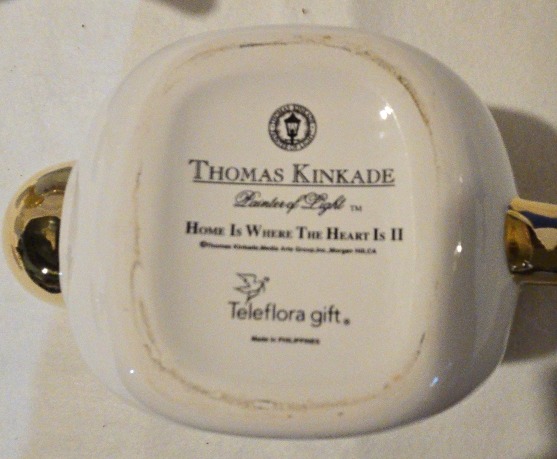 THOMAS KINKADE
Painter of Light ™
HOME IS WHERE THE HEART IS II
©Thomas Kinkade, Media Arts Group, Inc., Morgan Hill, CA
Teleflora gift®
Made in PHILIPPINES